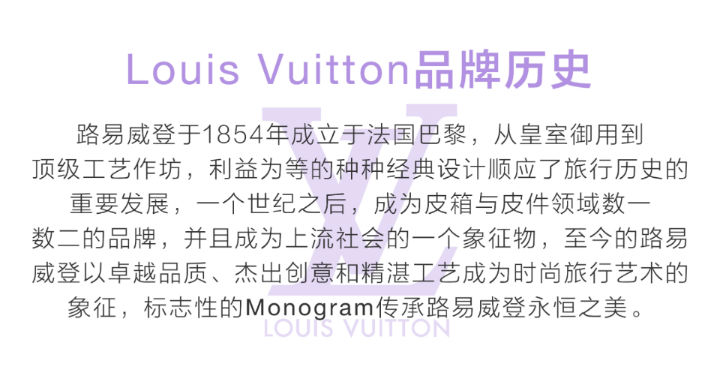 Louis Vuitton品牌历史
路易威登于1854年成立于法国巴黎，从皇室御用到
顶级工艺作坊，利益为等的种种经典设计顺应了旅行历史的
重要发展，一个世纪之后，成为皮箱与皮件领域数一
数二的品牌，并且成为上流社会的一个象征物，至今的路易
威登以卓越品质、杰出创意和精湛工艺成为时尚旅行艺术的
象征，标志性的Monogram传承路易威登永恒之美。
LV
LOUIS VUITTON